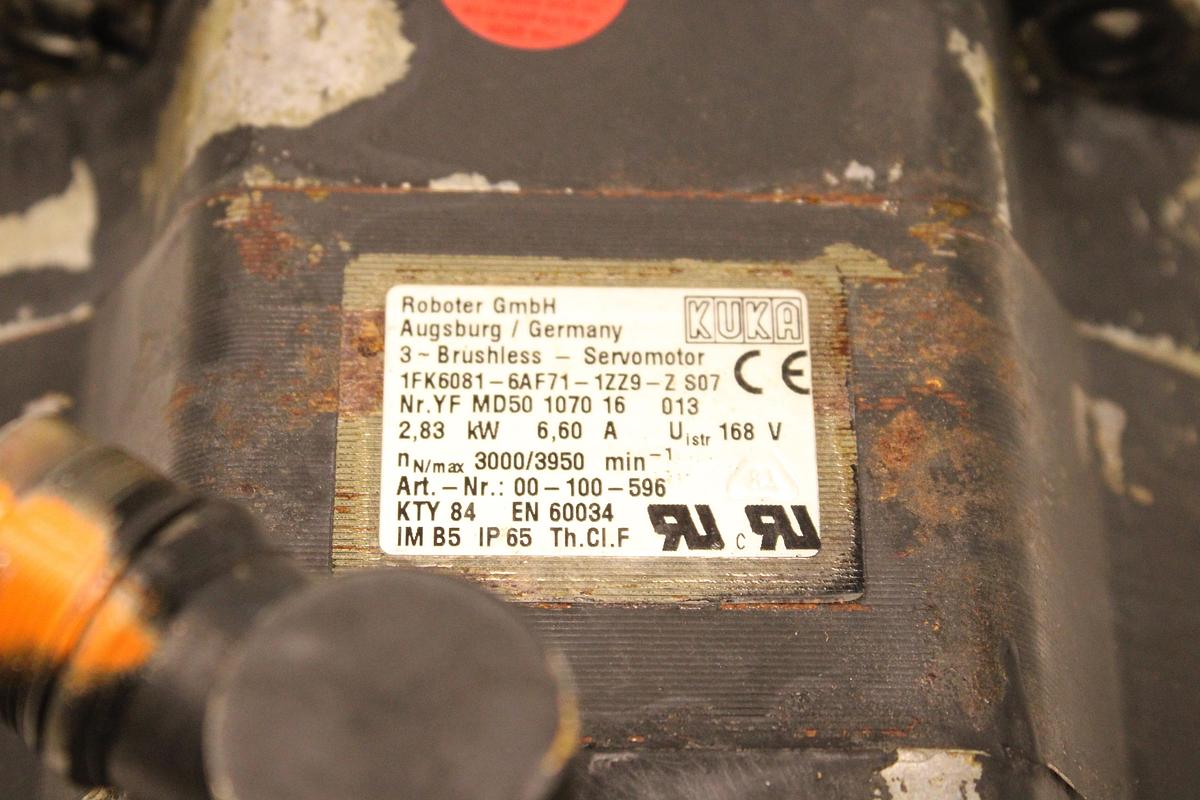 Roboter GmbH KUKA
Augsburg / Germany
3 ~ Brushless – Servomotor CE
1FK6081–6AF71–1ZZ9–Z S07
Nr.YF MD50 1070 16 013
2,83 kW 6,60 A Uistr 168 V
nN/max 3000/3950 min⁻¹
Art.–Nr.: 00–100–596
KTY 84 EN 60034
IM B5 IP 65 Th.Cl.F RU c RU